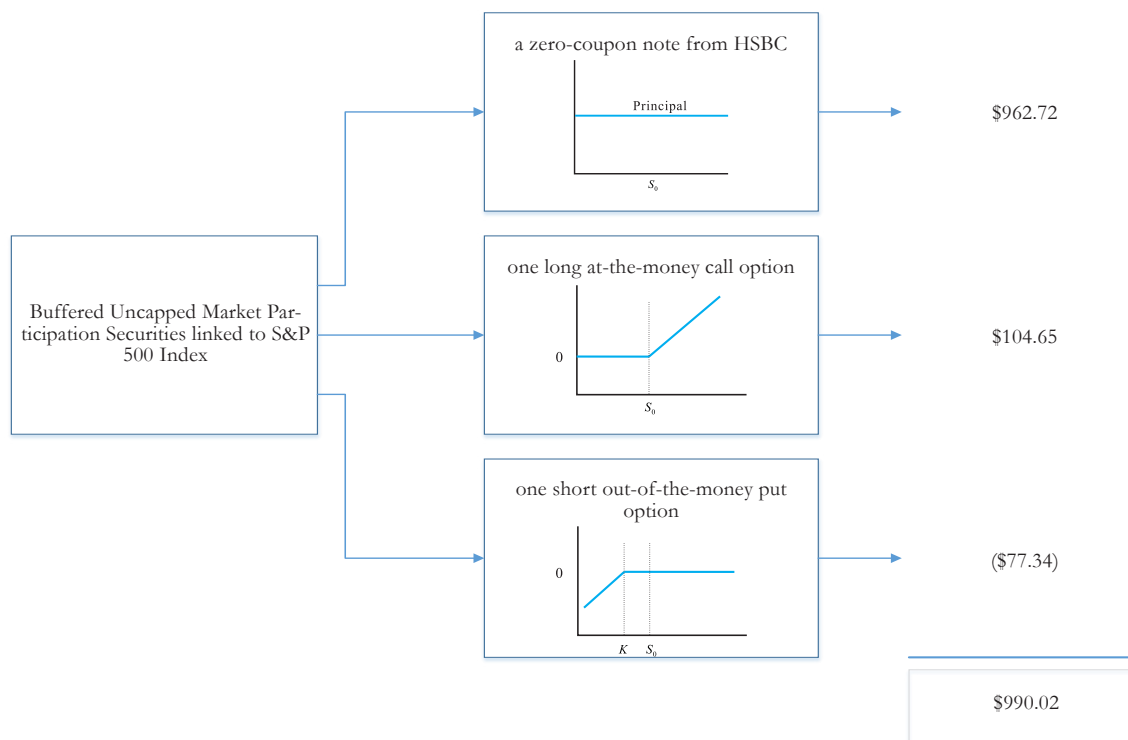 a zero-coupon note from HSBC
Principal
S₀
$962.72
Buffered Uncapped Market Par-
ticipation Securities linked to S&P
500 Index
one long at-the-money call option
0
S₀
$104.65
one short out-of-the-money put
option
0
K S₀
($77.34)
$990.02